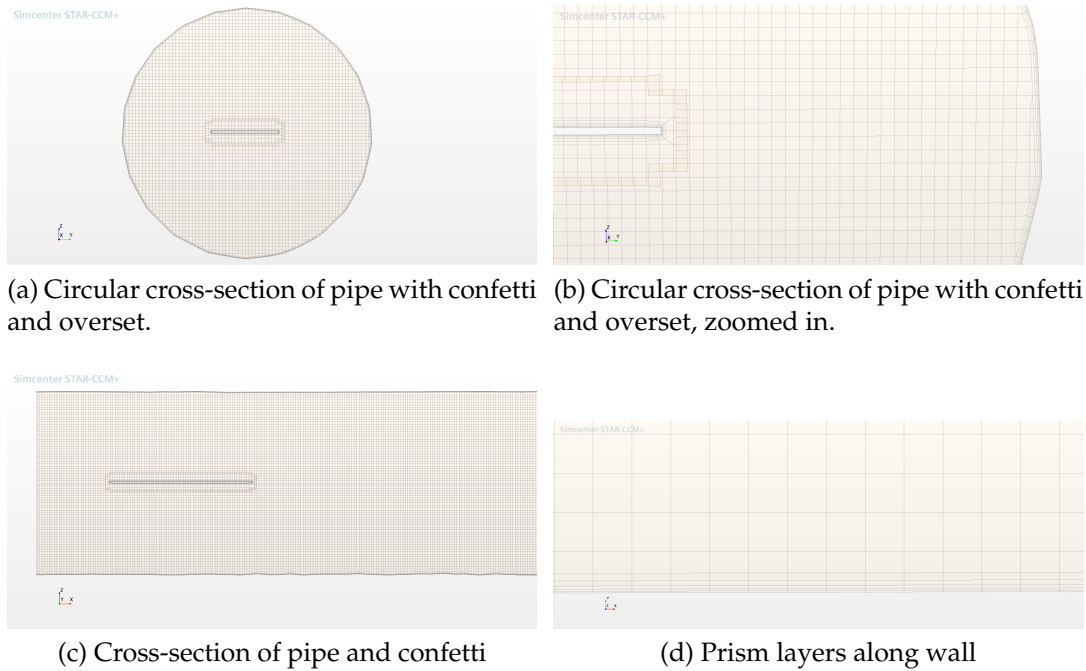 Simcenter STAR-CCM+
Simcenter STAR-CCM+
Z
X Y
Z
X Y
(a) Circular cross-section of pipe with confetti
and overset.
(b) Circular cross-section of pipe with confetti
and overset, zoomed in.
Simcenter STAR-CCM+
Simcenter STAR-CCM+
Z
Y X
(c) Cross-section of pipe and confetti
(d) Prism layers along wall